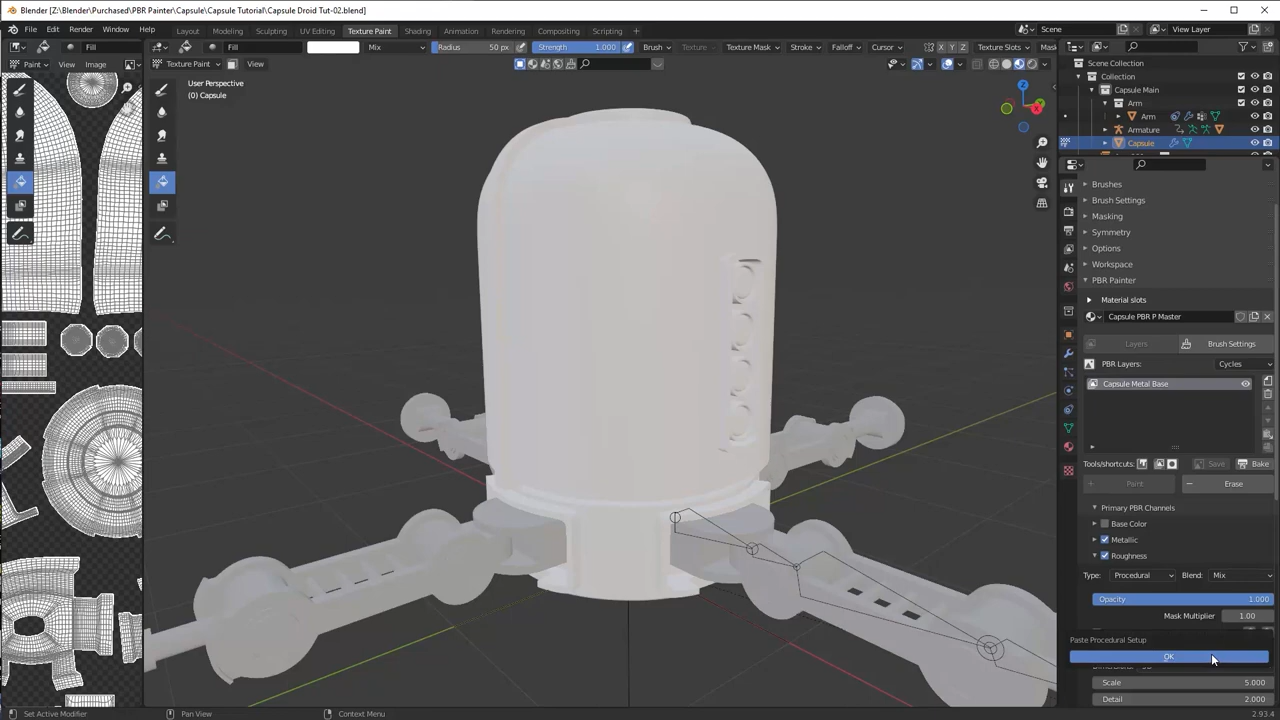 Blender [Z:\Blender\Purchased\PBR Painter\Capsule\Capsule Tutorial\Capsule Droid Tut-02.blend]
File Edit Render Window Help Layout Modeling Sculpting UV Editing Texture Paint Shading Animation Rendering Compositing Scripting + Scene View Layer
Fill Fill Mix Radius 50 px Strength 1.000 Brush Texture Texture Mask Stroke Falloff Cursor X Y Z Texture Slots Mask
Paint View Image Texture Paint View
Scene Collection
Collection
Capsule Main
Arm
Arm
Armature
Capsule
User Perspective
(0) Capsule
Brushes
Brush Settings
Masking
Symmetry
Options
Workspace
PBR Painter
Material slots
Capsule PBR P Master
Layers Brush Settings
PBR Layers: Cycles
Capsule Metal Base
Tools/shortcuts: Save Bake
Paint Erase
Primary PBR Channels
Base Color
Metallic
Roughness
Type: Procedural Blend: Mix
Opacity 1.000
Mask Multiplier 1.00
Paste Procedural Setup
OK
Scale 5.000
Detail 2.000
Set Active Modifier Pan View Context Menu 2.93.4